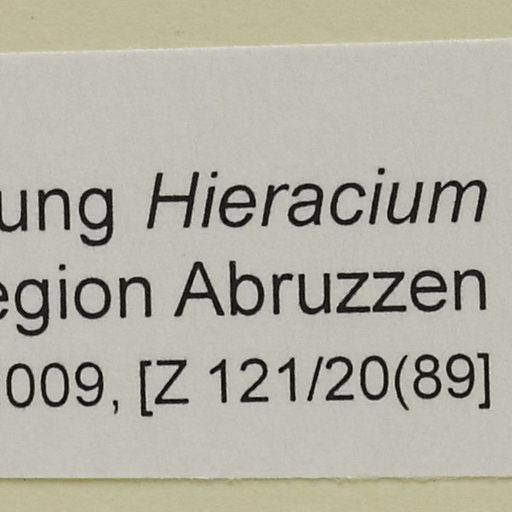 ung Hieracium
egion Abruzzen
009, [Z 121/20(89]